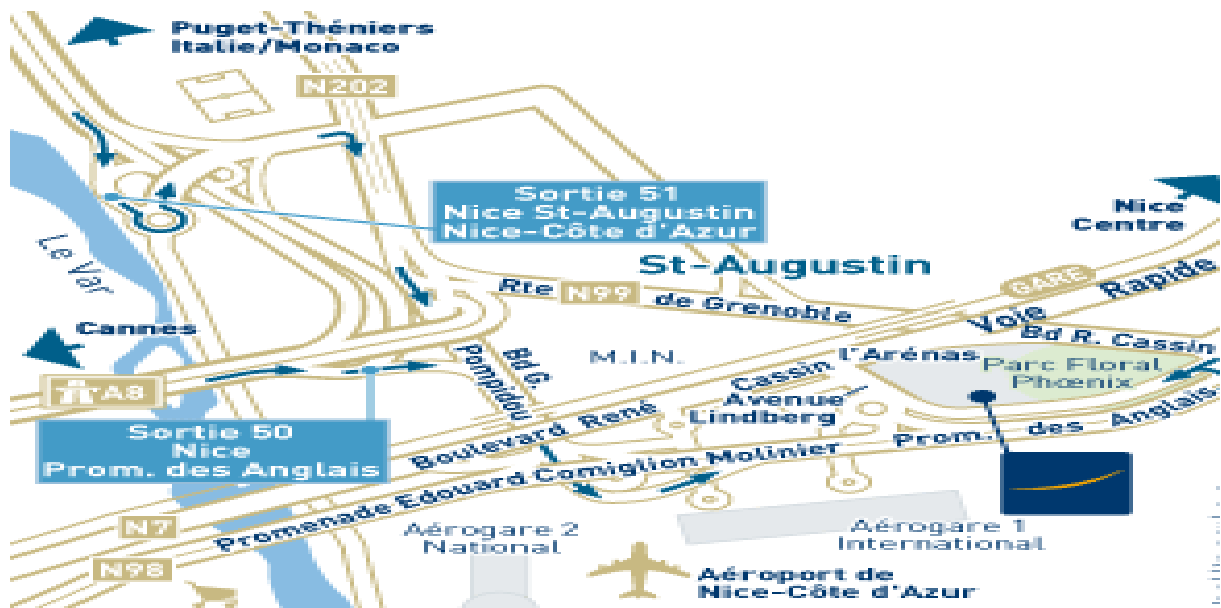 Puget-Théniers
Italie/Monaco
N202
Sortie 51
Nice St-Augustin
Nice-Côte d'Azur
Nice
Centre
Le Var
St-Augustin
GARE
Rte
N99
de Grenoble
Voie Rapide
Cannes
Bd R. Cassin
M.I.N.
l'Arénas
Parc Floral
Phœnix
Bd G.
Pompidou
A8
Avenue
Lindberg
Boulevard René Cassin
Sortie 50
Nice
Prom. des Anglais
Prom. des Anglais
Promenade Edouard Comiglion Molinier
N7
N98
Aérogare 2
National
Aérogare 1
International
Aéroport de
Nice-Côte d'Azur